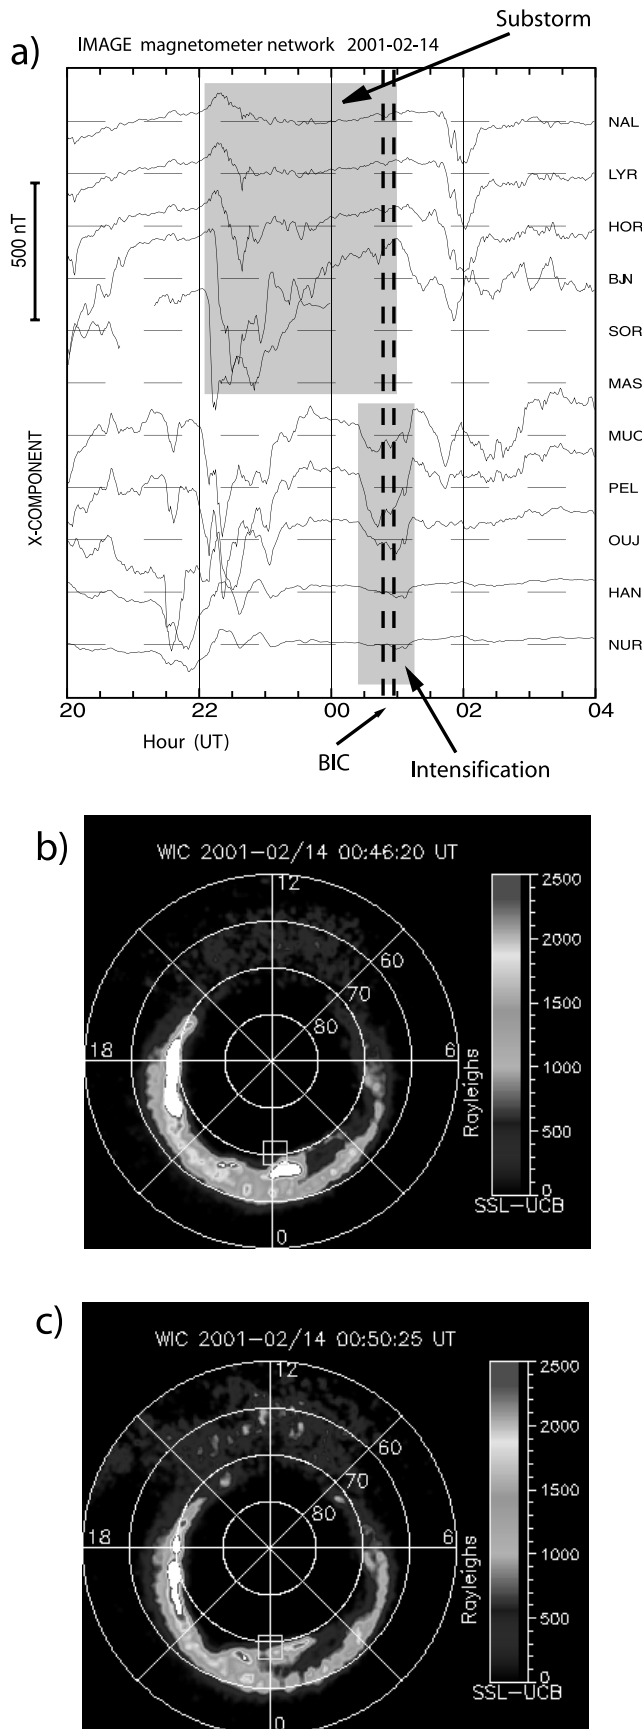 Substorm
a) IMAGE magnetometer network 2001-02-14
NAL
LYR
HOR
BJN
SOR
MAS
MUO
PEL
OUJ
HAN
NUR
500 nT
X-COMPONENT
20 22 00 02 04
Hour (UT)
BIC
Intensification
b)
WIC 2001-02/14 00:46:20 UT
12
60
70
80
18
6
0
2500
2000
1500
1000
500
0
Rayleighs
SSL-UCB
c)
WIC 2001-02/14 00:50:25 UT
12
60
70
80
18
6
0
2500
2000
1500
1000
500
0
Rayleighs
SSL-UCB